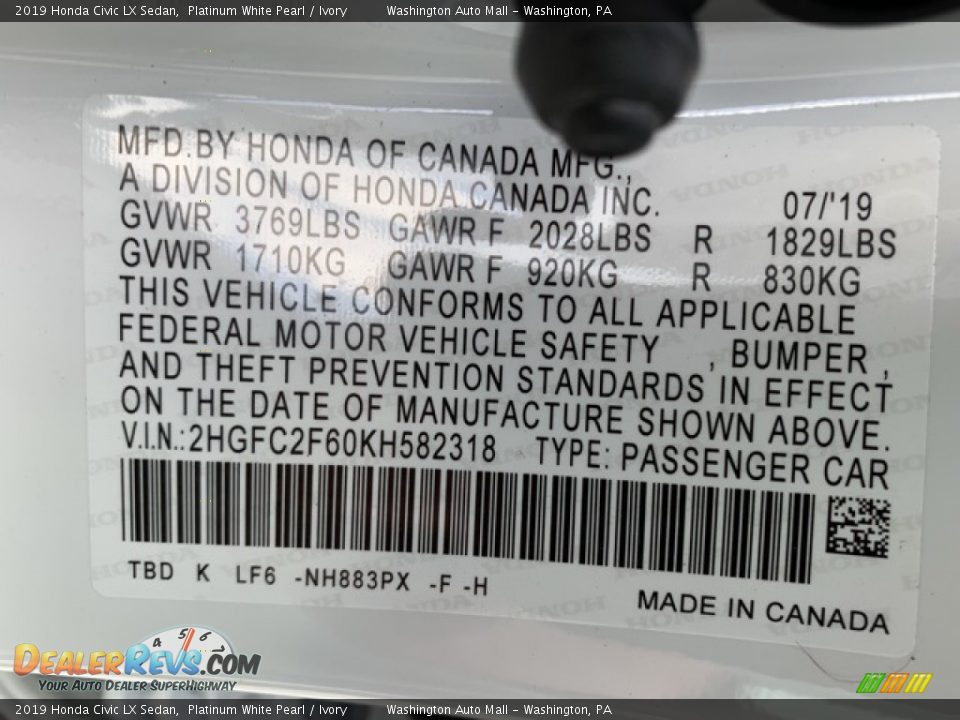 2019 Honda Civic LX Sedan, Platinum White Pearl / Ivory Washington Auto Mall - Washington, PA
MFD.BY HONDA OF CANADA MFG.,
A DIVISION OF HONDA CANADA INC. 07/'19
GVWR 3769LBS GAWR F 2028LBS R 1829LBS
GVWR 1710KG GAWR F 920KG R 830KG
THIS VEHICLE CONFORMS TO ALL APPLICABLE
FEDERAL MOTOR VEHICLE SAFETY , BUMPER ,
AND THEFT PREVENTION STANDARDS IN EFFECT
ON THE DATE OF MANUFACTURE SHOWN ABOVE.
V.I.N.:2HGFC2F60KH582318 TYPE: PASSENGER CAR
TBD K LF6 -NH883PX -F -H
MADE IN CANADA
4 5 6
DEALERREVS.COM
YOUR AUTO DEALER SUPERHIGHWAY
2019 Honda Civic LX Sedan, Platinum White Pearl / Ivory Washington Auto Mall - Washington, PA